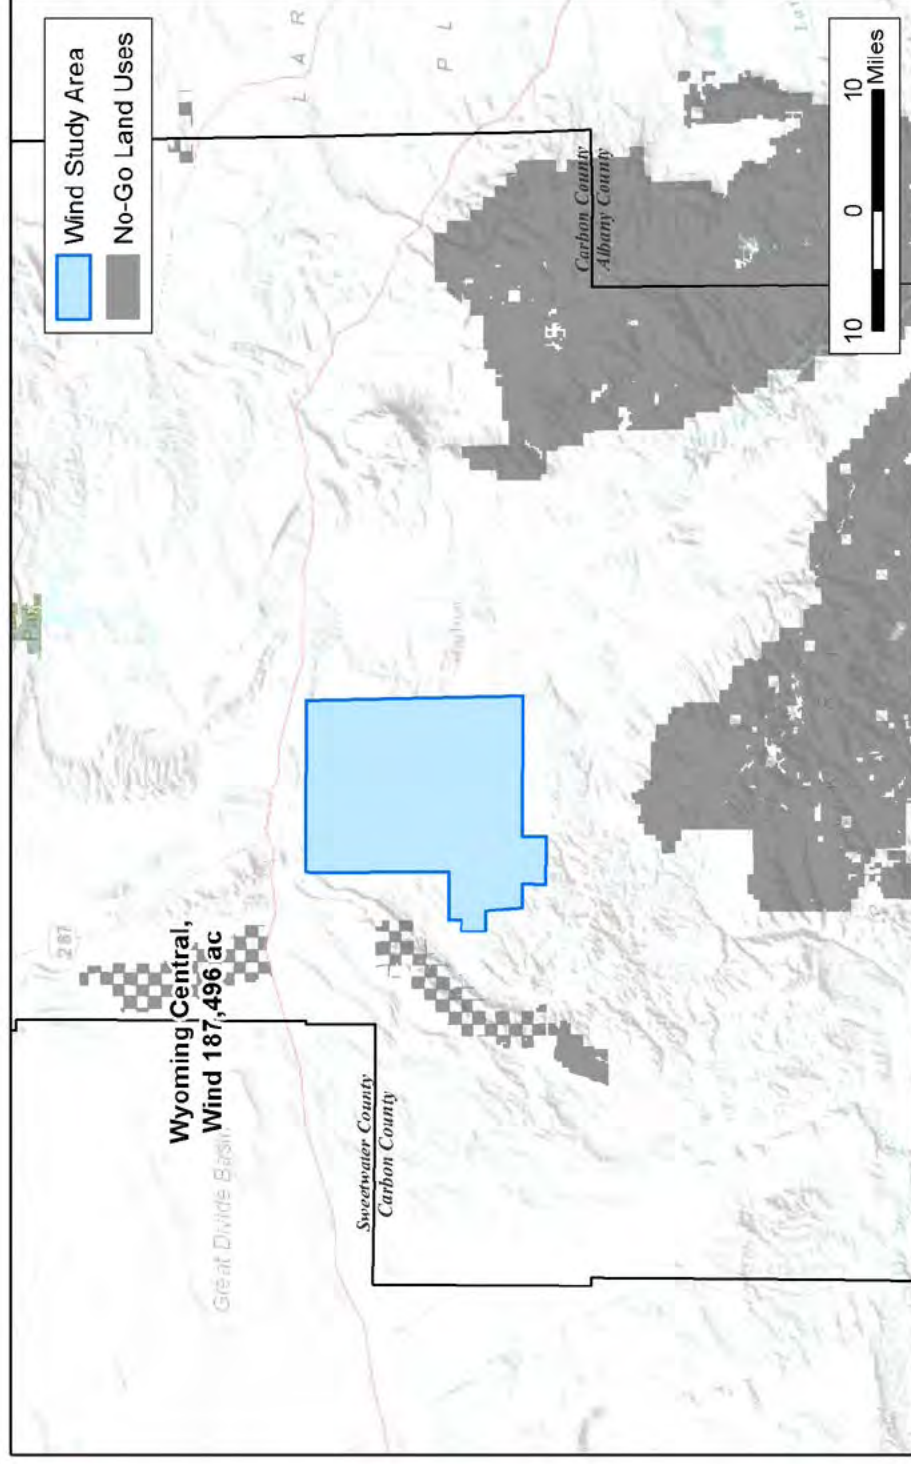 Wind Study Area
No-Go Land Uses
L A R
P L
287
Wyoming Central,
Wind 187,496 ac
Great Divide Basin
Sweetwater County
Carbon County
Carbon County
Albany County
10 0 10
Miles